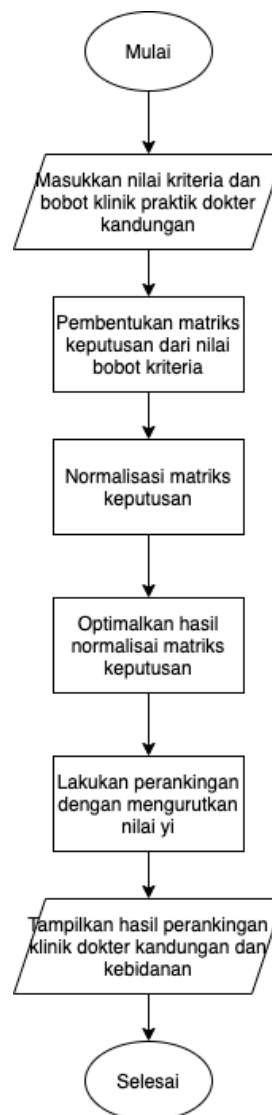 Mulai
Masukkan nilai kriteria dan
bobot klinik praktik dokter
kandungan
Pembentukan matriks
keputusan dari nilai
bobot kriteria
Normalisasi matriks
keputusan
Optimalkan hasil
normalisai matriks
keputusan
Lakukan perankingan
dengan mengurutkan
nilai yi
Tampilkan hasil perankingan
klinik dokter kandungan dan
kebidanan
Selesai